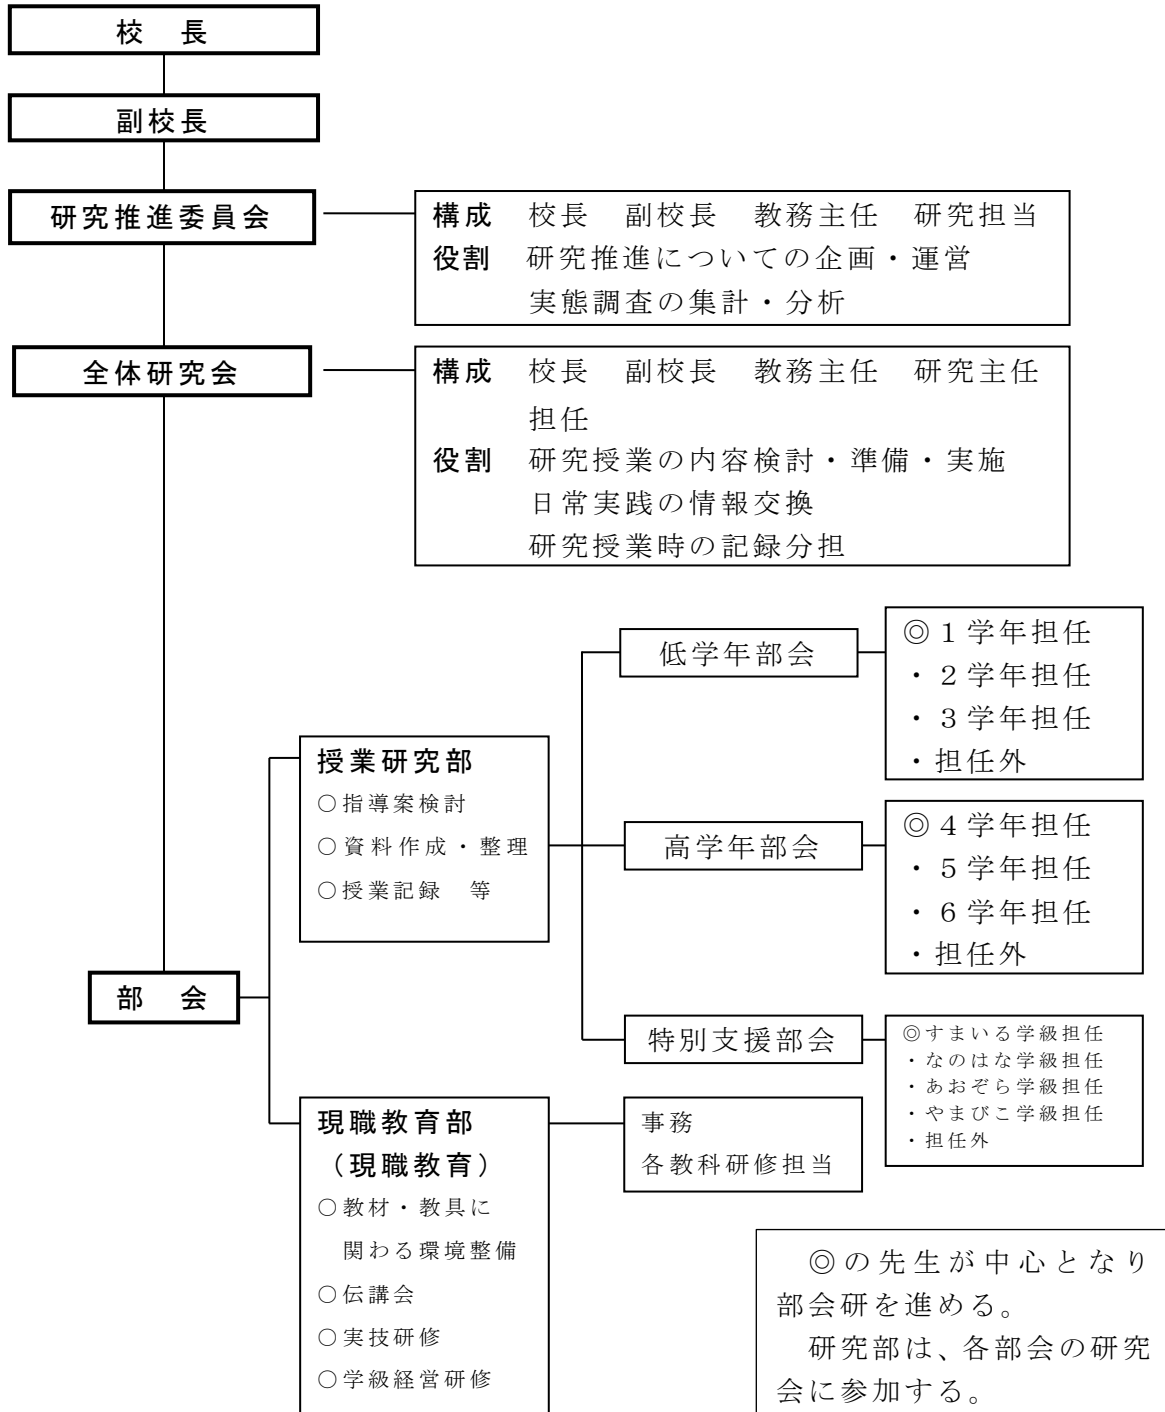 校　長
副校長
研究推進委員会
構成　校長　副校長　教務主任　研究担当
役割　研究推進についての企画・運営
実態調査の集計・分析
全体研究会
構成　校長　副校長　教務主任　研究主任
担任
役割　研究授業の内容検討・準備・実施
日常実践の情報交換
研究授業時の記録分担
部　会
授業研究部
○指導案検討
○資料作成・整理
○授業記録　等
低学年部会
◎１学年担任
・２学年担任
・３学年担任
・担任外
高学年部会
◎４学年担任
・５学年担任
・６学年担任
・担任外
特別支援部会
◎すまいる学級担任
・なのはな学級担任
・あおぞら学級担任
・やまびこ学級担任
・担任外
現職教育部
（現職教育）
○教材・教具に
関わる環境整備
○伝講会
○実技研修
○学級経営研修
事務
各教科研修担当
◎の先生が中心となり
部会研を進める。
研究部は、各部会の研究
会に参加する。